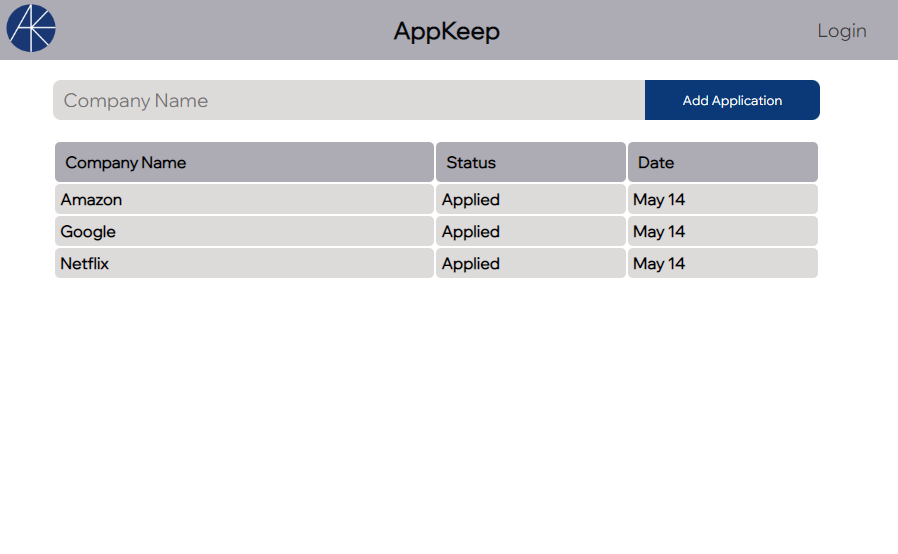 AppKeep
Login
Company Name
Add Application
Company Name Status Date
Amazon Applied May 14
Google Applied May 14
Netflix Applied May 14